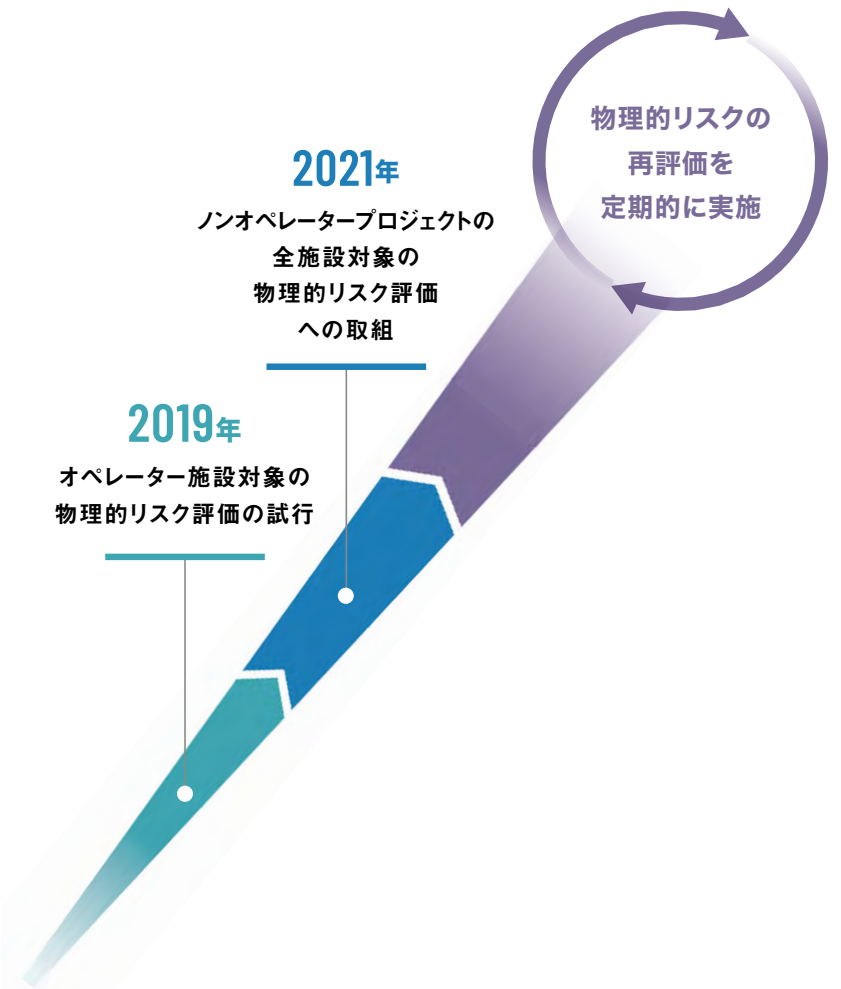 2019年
オペレーター施設対象の
物理的リスク評価の試行
2021年
ノンオペレータープロジェクトの
全施設対象の
物理的リスク評価
への取組
物理的リスクの
再評価を
定期的に実施